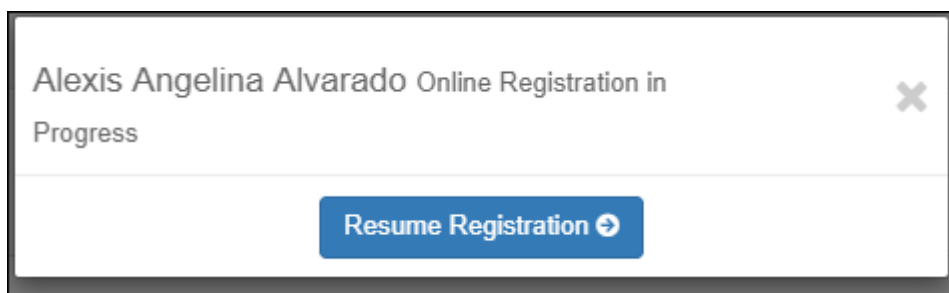 Alexis Angelina Alvarado Online Registration in
Progress
Resume Registration